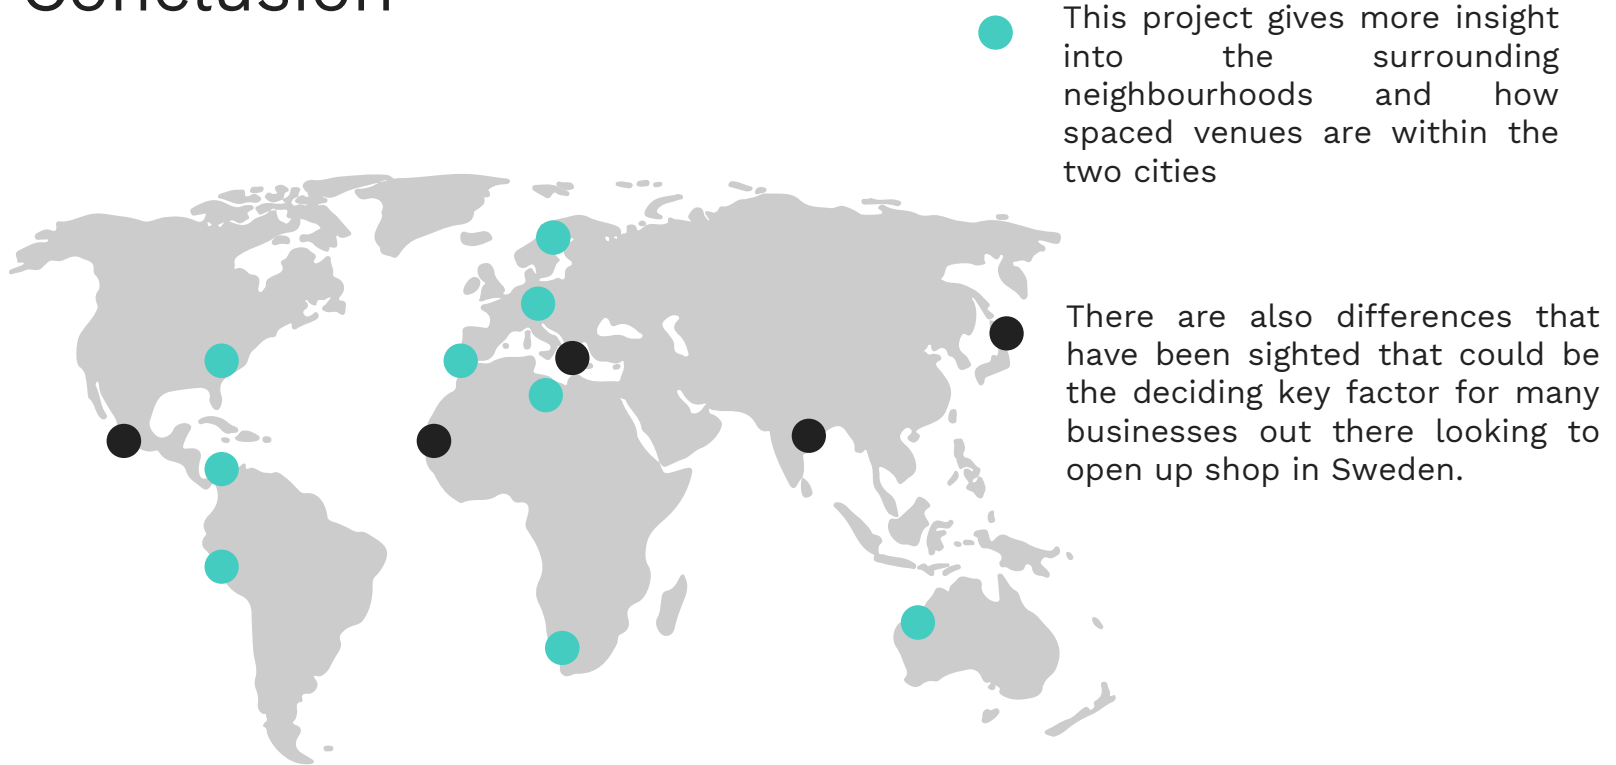 Conclusion
This project gives more insight
into the surrounding
neighbourhoods and how
spaced venues are within the
two cities
There are also differences that
have been sighted that could be
the deciding key factor for many
businesses out there looking to
open up shop in Sweden.